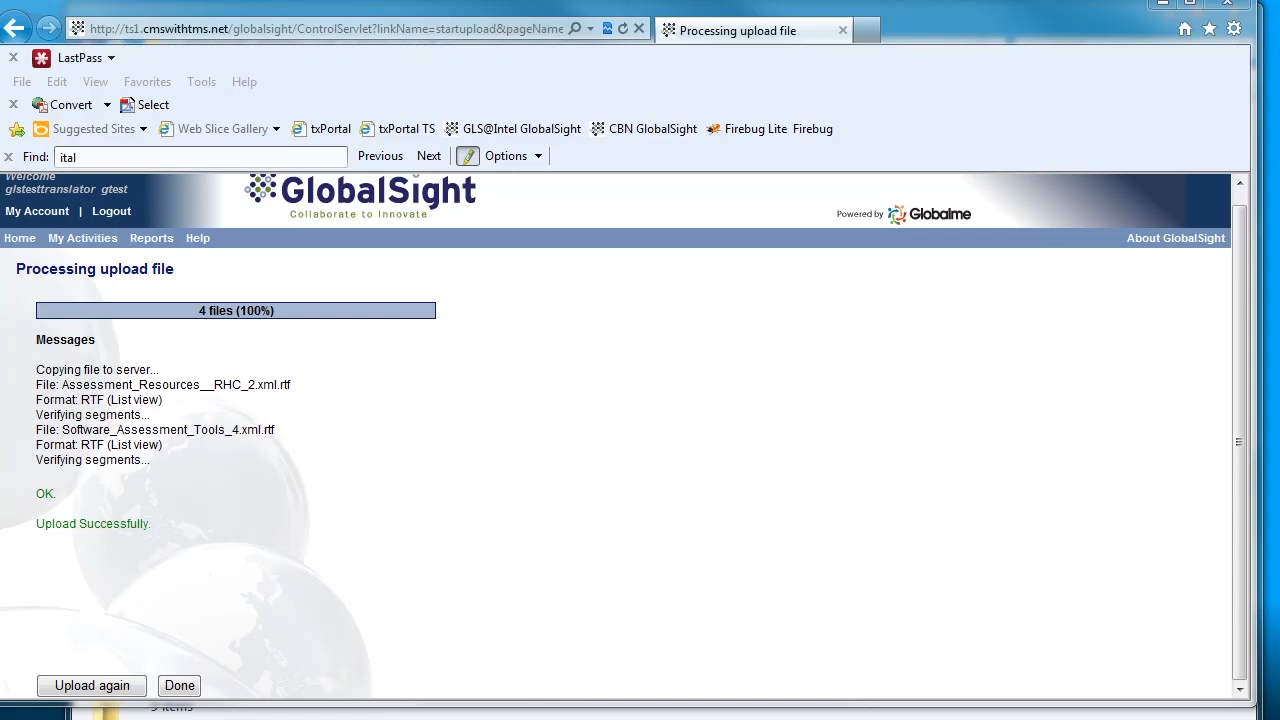 http://ts1.cmswithtms.net/globalsight/ControlServlet?linkName=startupload&pageName
Processing upload file
LastPass
File Edit View Favorites Tools Help
Convert Select
Suggested Sites Web Slice Gallery txPortal txPortal TS GLS@Intel GlobalSight CBN GlobalSight Firebug Lite Firebug
Find: ital Previous Next Options
Welcome
glstesttranslator gtest
GlobalSight
Collaborate to Innovate
My Account | Logout
Powered by Globalme
Home My Activities Reports Help About GlobalSight
Processing upload file
4 files (100%)
Messages
Copying file to server...
File: Assessment_Resources__RHC_2.xml.rtf
Format: RTF (List view)
Verifying segments...
File: Software_Assessment_Tools_4.xml.rtf
Format: RTF (List view)
Verifying segments...
OK.
Upload Successfully.
Upload again Done